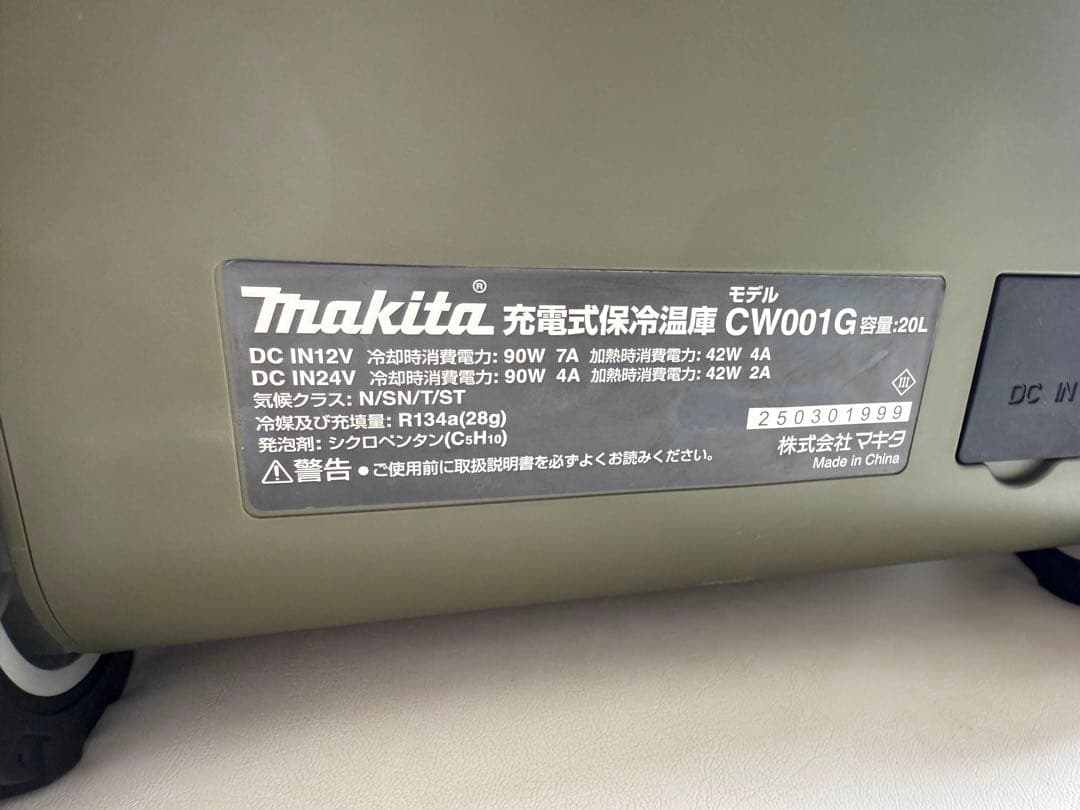 makita® 充電式保冷温庫 モデル CW001G 容量:20L
DC IN12V 冷却時消費電力: 90W 7A 加熱時消費電力: 42W 4A
DC IN24V 冷却時消費電力: 90W 4A 加熱時消費電力: 42W 2A
気候クラス: N/SN/T/ST
冷媒及び充填量: R134a(28g)
発泡剤: シクロペンタン(C5H10)
⚠警告 ●ご使用前に取扱説明書を必ずよくお読みください。
III
250301999
株式会社マキタ
Made in China
DC IN